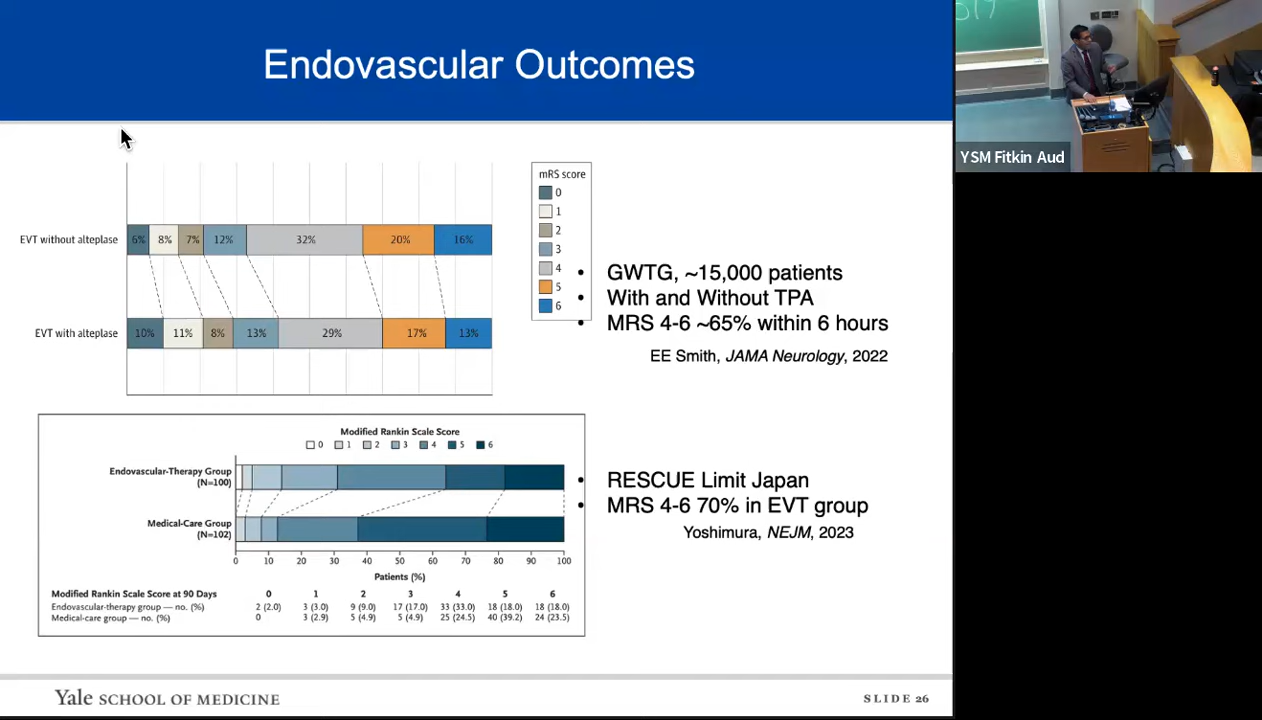 Endovascular Outcomes
YSM Fitkin Aud
mRS score
0
1
2
3
4
5
6
EVT without alteplase 6% 8% 7% 12% 32% 20% 16%
EVT with alteplase 10% 11% 8% 13% 29% 17% 13%
• GWTG, ~15,000 patients
• With and Without TPA
• MRS 4-6 ~65% within 6 hours
EE Smith, JAMA Neurology, 2022
Modified Rankin Scale Score
0 1 2 3 4 5 6
Endovascular-Therapy Group
(N=100)
Medical-Care Group
(N=102)
0 10 20 30 40 50 60 70 80 90 100
Patients (%)
Modified Rankin Scale Score at 90 Days 0 1 2 3 4 5 6
Endovascular-therapy group — no. (%) 2 (2.0) 3 (3.0) 9 (9.0) 17 (17.0) 33 (33.0) 18 (18.0) 18 (18.0)
Medical-care group — no. (%) 0 3 (2.9) 5 (4.9) 5 (4.9) 25 (24.5) 40 (39.2) 24 (23.5)
• RESCUE Limit Japan
• MRS 4-6 70% in EVT group
Yoshimura, NEJM, 2023
Yale SCHOOL OF MEDICINE
SLIDE 26